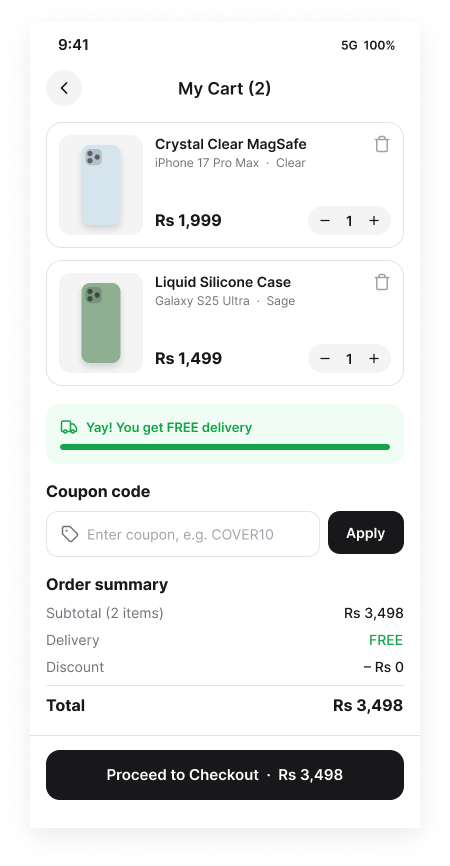 9:41
5G 100%
My Cart (2)
Crystal Clear MagSafe
iPhone 17 Pro Max · Clear
Rs 1,999
− 1 +
Liquid Silicone Case
Galaxy S25 Ultra · Sage
Rs 1,499
− 1 +
Yay! You get FREE delivery
Coupon code
Enter coupon, e.g. COVER10
Apply
Order summary
Subtotal (2 items) Rs 3,498
Delivery FREE
Discount – Rs 0
Total Rs 3,498
Proceed to Checkout · Rs 3,498